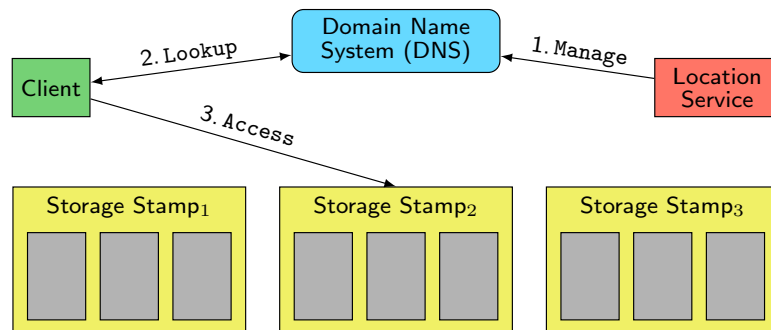 Domain Name
System (DNS)
2. Lookup
1. Manage
Client
Location
Service
3. Access
Storage Stamp₁
Storage Stamp₂
Storage Stamp₃